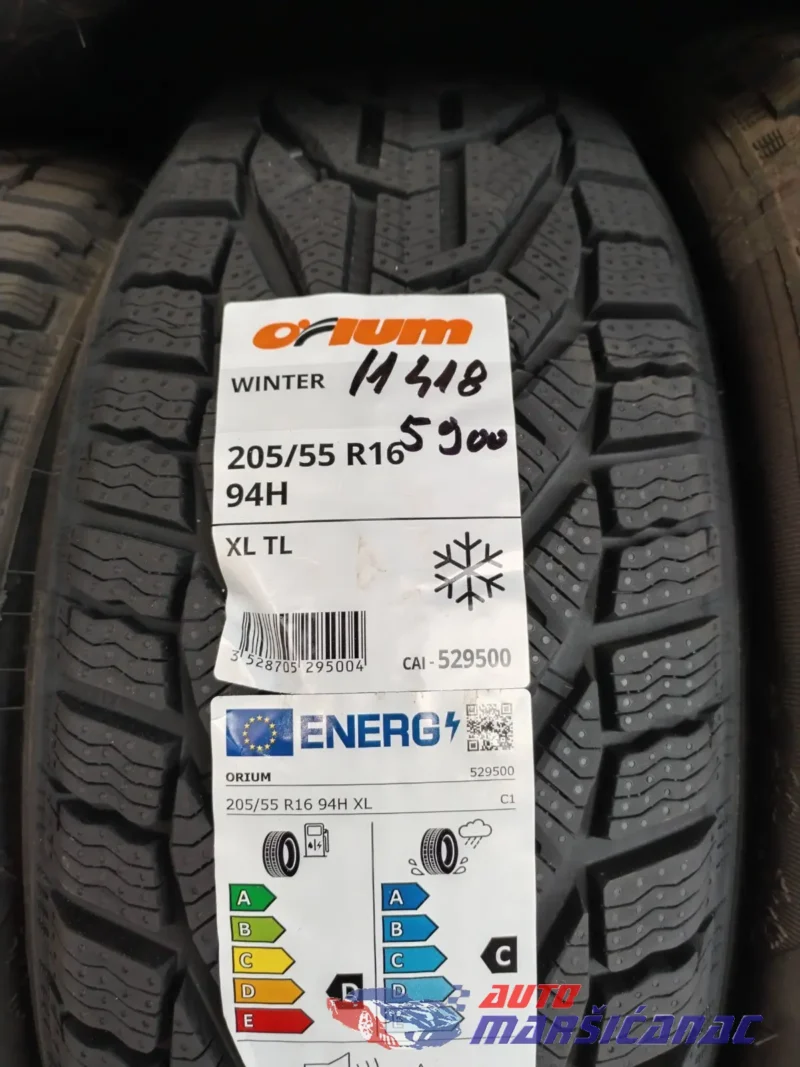 ORIUM
WINTER 11418
205/55 R16 5900
94H
XL TL
3 528705 295004
CAI - 529500
ENERG
ORIUM 529500
205/55 R16 94H XL C1
A A
B B
C C C
D D D
E E
AUTO
MARŠIĆANAC